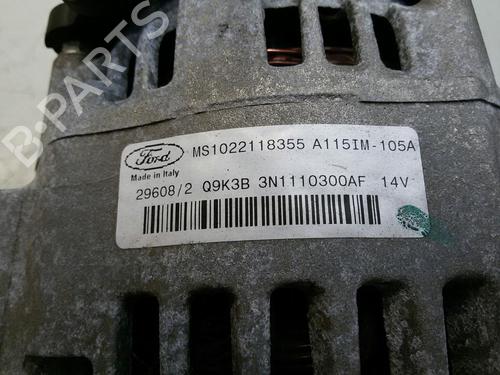 Ford
Made in Italy
MS1022118355 A115IM-105A
29608/2 Q9K3B 3N1110300AF 14V
B-PARTS